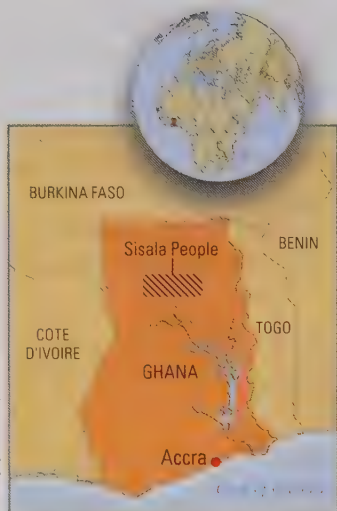 BURKINA FASO
Sisala People
BENIN
COTE
D'IVOIRE
TOGO
GHANA
Accra